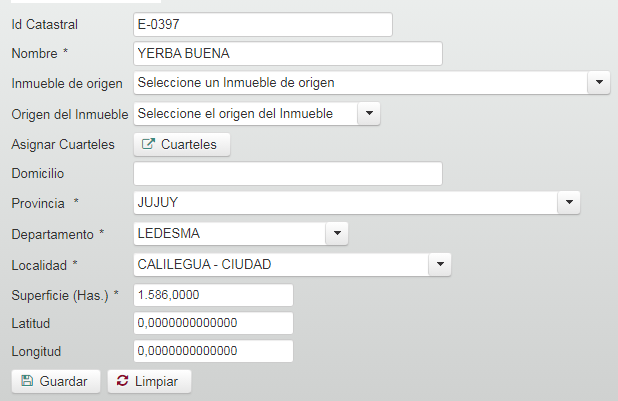 Id Catastral E-0397
Nombre * YERBA BUENA
Inmueble de origen Seleccione un Inmueble de origen
Origen del Inmueble Seleccione el origen del Inmueble
Asignar Cuarteles Cuarteles
Domicilio
Provincia * JUJUY
Departamento * LEDESMA
Localidad * CALILEGUA - CIUDAD
Superficie (Has.) * 1.586,0000
Latitud 0,0000000000000
Longitud 0,0000000000000
Guardar Limpiar